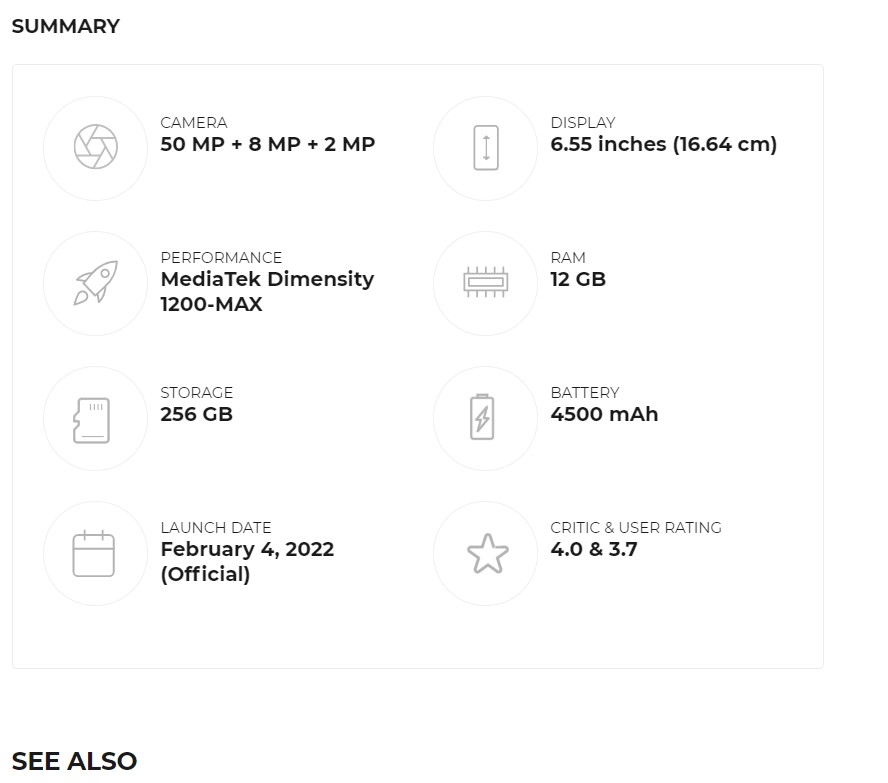 SUMMARY
CAMERA
50 MP + 8 MP + 2 MP
DISPLAY
6.55 inches (16.64 cm)
PERFORMANCE
MediaTek Dimensity
1200-MAX
RAM
12 GB
STORAGE
256 GB
BATTERY
4500 mAh
LAUNCH DATE
February 4, 2022
(Official)
CRITIC & USER RATING
4.0 & 3.7
SEE ALSO